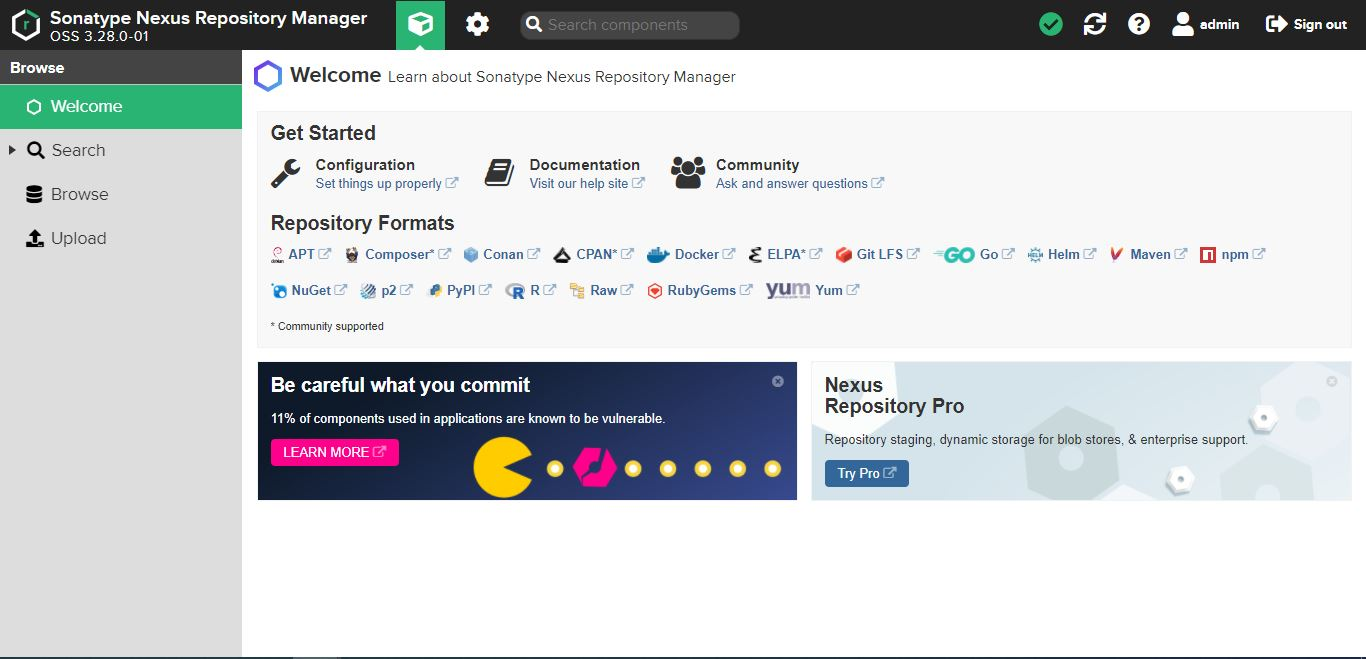 Sonatype Nexus Repository Manager
OSS 3.28.0-01
Search components
admin
Sign out
Browse
Welcome
Search
Browse
Upload
Welcome Learn about Sonatype Nexus Repository Manager
Get Started
Configuration
Set things up properly
Documentation
Visit our help site
Community
Ask and answer questions
Repository Formats
APT Composer* Conan CPAN* Docker ELPA* Git LFS GO Go HELM Helm Maven npm
NuGet p2 PyPI R R Raw RubyGems yum Yum
* Community supported
Be careful what you commit
11% of components used in applications are known to be vulnerable.
LEARN MORE
Nexus
Repository Pro
Repository staging, dynamic storage for blob stores, & enterprise support.
Try Pro